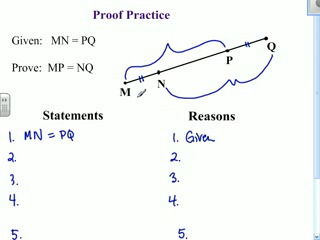 Proof Practice
Given: MN = PQ
Prove: MP = NQ
Q
P
N
M
Statements Reasons
1. MN = PQ 1. Given
2. 2.
3. 3.
4. 4.
5. 5.